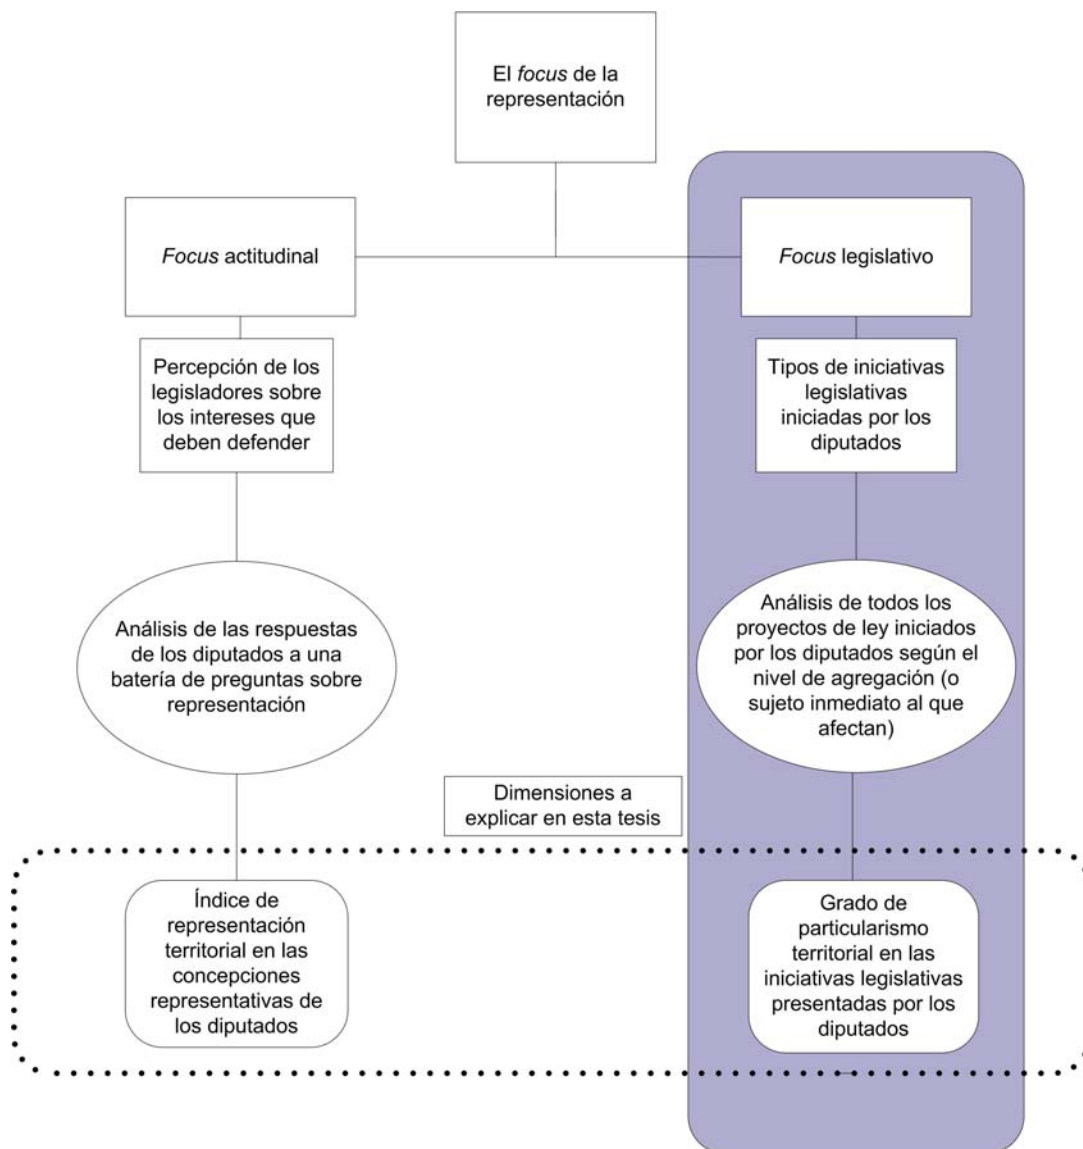 El focus de la
representación
Focus actitudinal
Focus legislativo
Percepción de los
legisladores sobre
los intereses que
deben defender
Tipos de iniciativas
legislativas
iniciadas por los
diputados
Análisis de las respuestas
de los diputados a una
batería de preguntas sobre
representación
Análisis de todos los
proyectos de ley iniciados
por los diputados según el
nivel de agregación (o
sujeto inmediato al que
afectan)
Dimensiones a
explicar en esta tesis
Índice de
representación
territorial en las
concepciones
representativas de
los diputados
Grado de
particularismo
territorial en las
iniciativas legislativas
presentadas por los
diputados